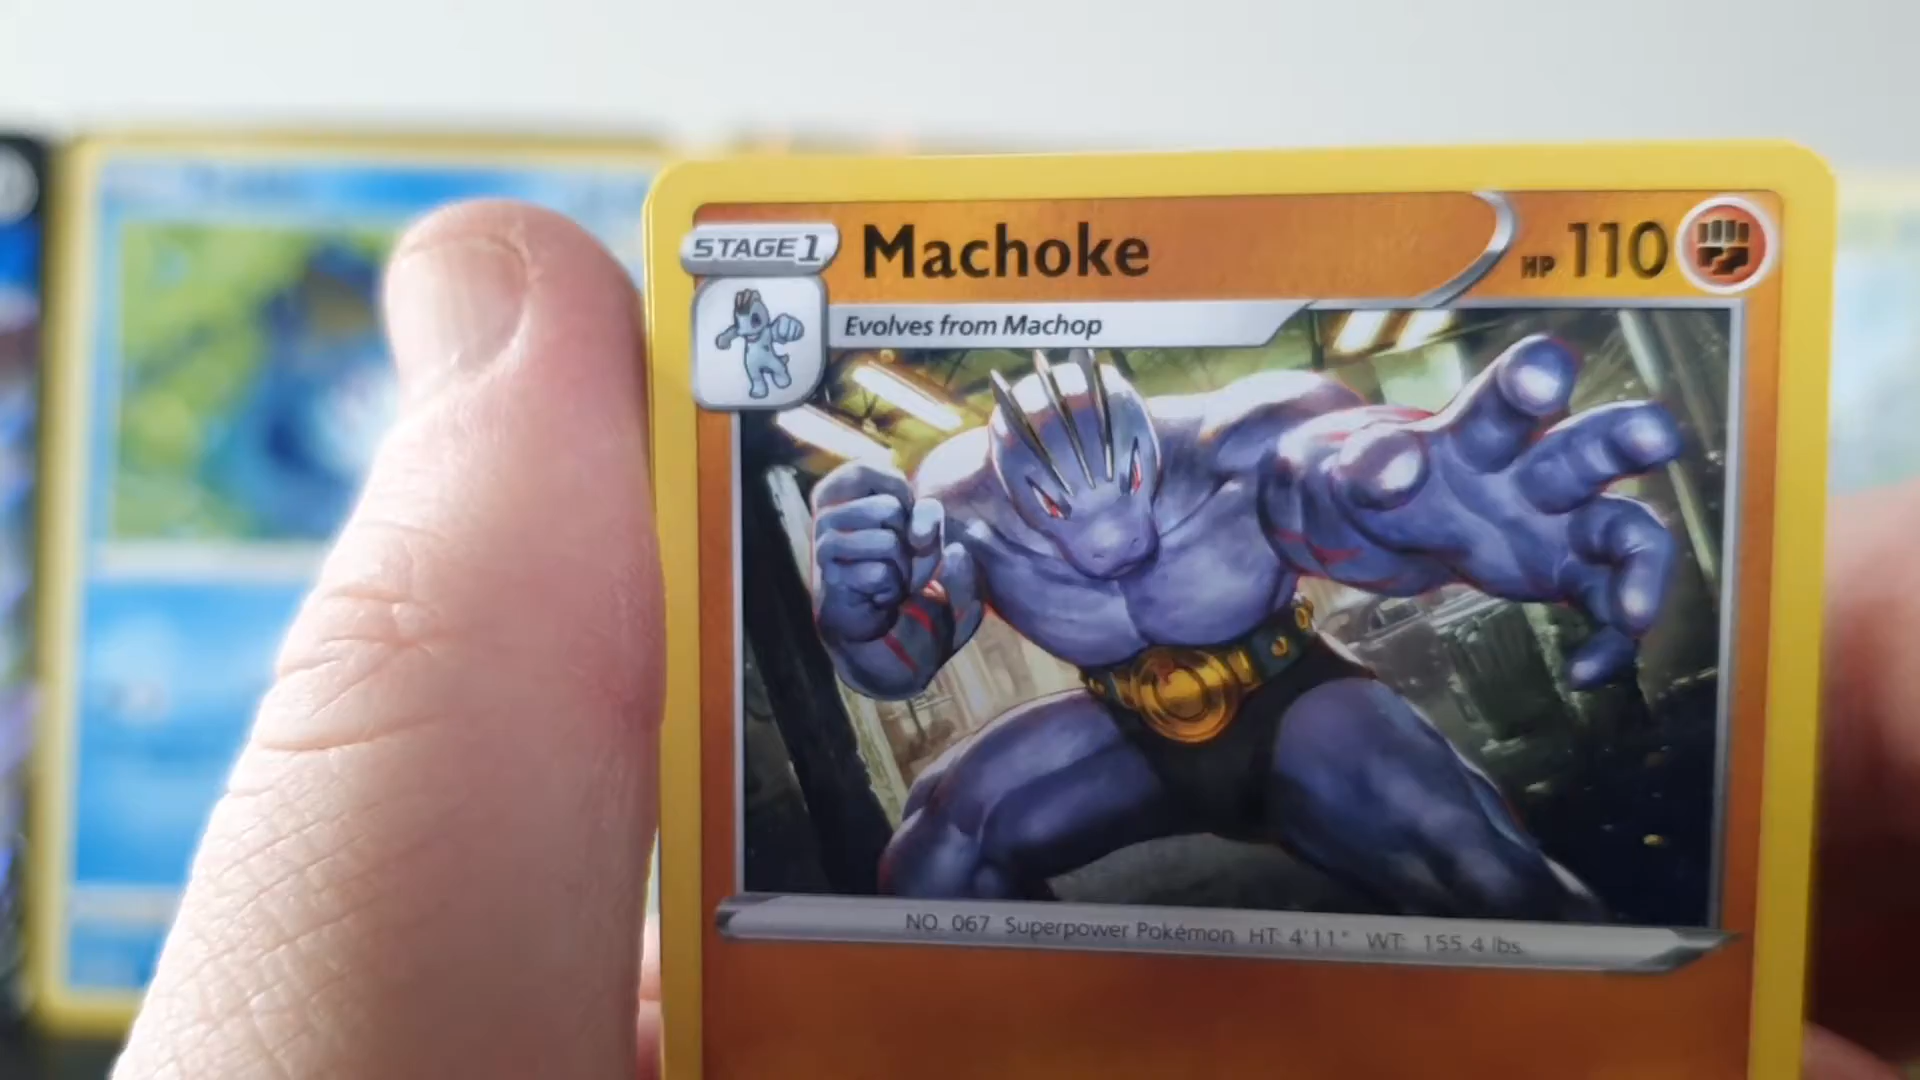 STAGE 1 Machoke HP 110
Evolves from Machop
NO. 067 Superpower Pokémon HT: 4'11" WT: 155.4 lbs.